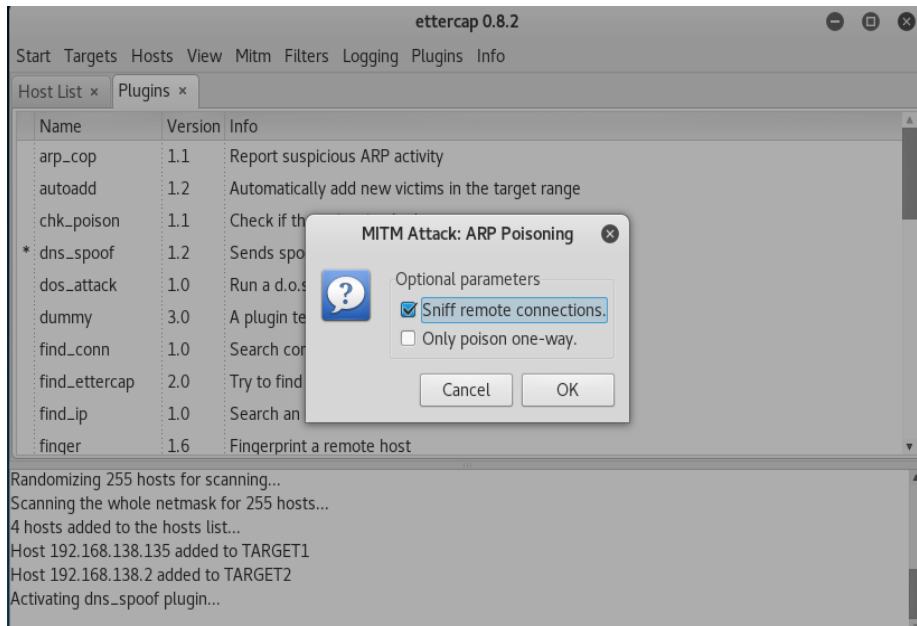 ettercap 0.8.2
Start Targets Hosts View Mitm Filters Logging Plugins Info
Host List × Plugins ×
Name Version Info
arp_cop 1.1 Report suspicious ARP activity
autoadd 1.2 Automatically add new victims in the target range
chk_poison 1.1 Check if
* dns_spoof 1.2 Sends
dos_attack 1.0 Run a d.o.s
dummy 3.0 A plugin
find_conn 1.0 Search
find_ettercap 2.0 Try to find
find_ip 1.0 Search an
finger 1.6 Fingerprint a remote host
MITM Attack: ARP Poisoning
Optional parameters
Sniff remote connections.
Only poison one-way.
Cancel OK
Randomizing 255 hosts for scanning...
Scanning the whole netmask for 255 hosts...
4 hosts added to the hosts list...
Host 192.168.138.135 added to TARGET1
Host 192.168.138.2 added to TARGET2
Activating dns_spoof plugin...